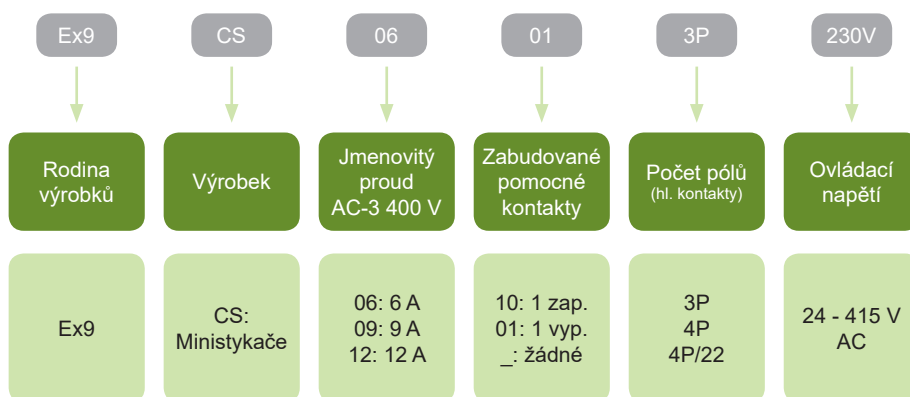 Ex9
CS
06
01
3P
230V
Rodina
výrobků
Výrobek
Jmenovitý
proud
AC-3 400 V
Zabudované
pomocné
kontakty
Počet pólů
(hl. kontakty)
Ovládací
napětí
Ex9
CS:
Ministykače
06: 6 A
09: 9 A
12: 12 A
10: 1 zap.
01: 1 vyp.
_: žádné
3P
4P
4P/22
24 - 415 V
AC